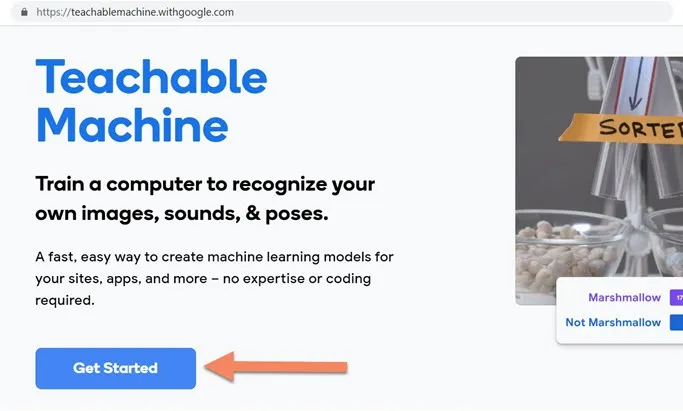 https://teachablemachine.withgoogle.com
Teachable
Machine
Train a computer to recognize your
own images, sounds, & poses.
A fast, easy way to create machine learning models for
your sites, apps, and more – no expertise or coding
required.
Get Started
SORTED
Marshmallow
17
Not Marshmallow